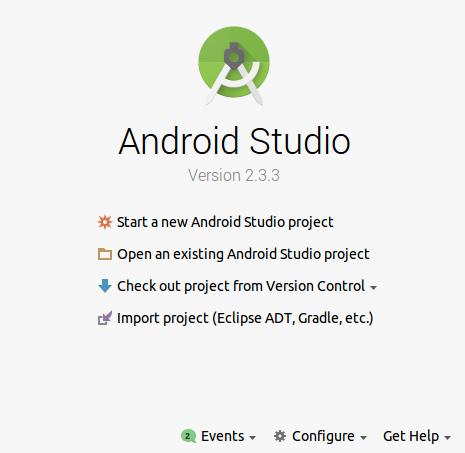 Android Studio
Version 2.3.3
Start a new Android Studio project
Open an existing Android Studio project
Check out project from Version Control
Import project (Eclipse ADT, Gradle, etc.)
2 Events Configure Get Help